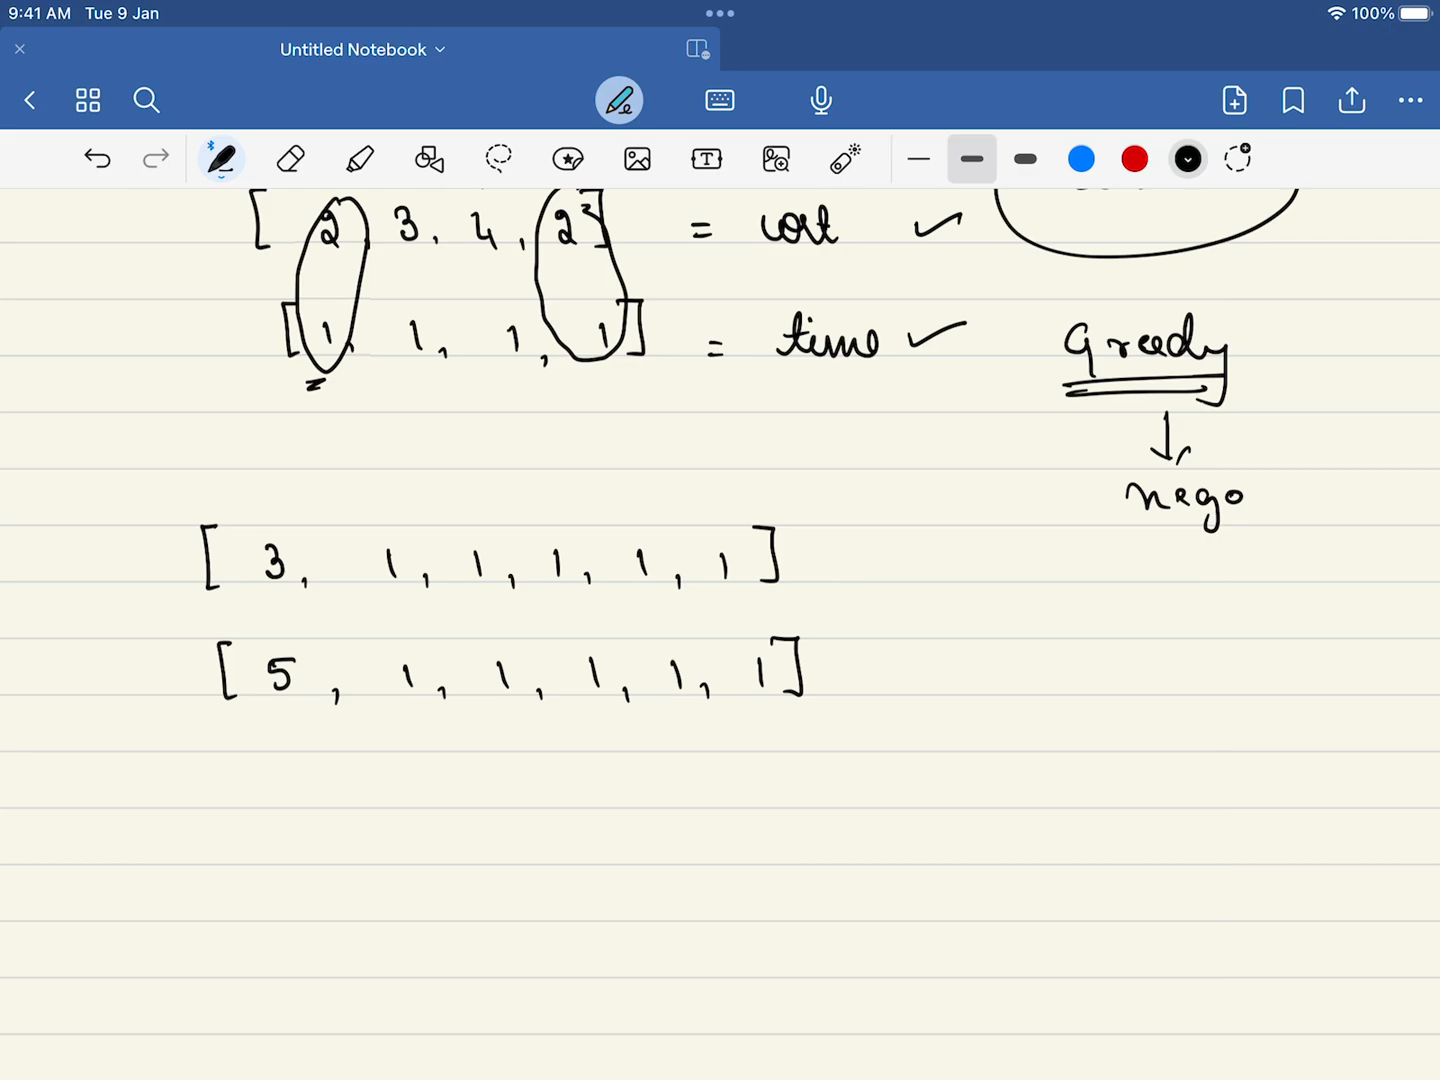 9:41 AM Tue 9 Jan
100%
Untitled Notebook
[ 2 3, 4, 2 ] = cost
[ 1, 1, 1, 1 ] = time
Greedy
nego
[ 3, 1, 1, 1, 1, 1 ]
[ 5, 1, 1, 1, 1, 1 ]